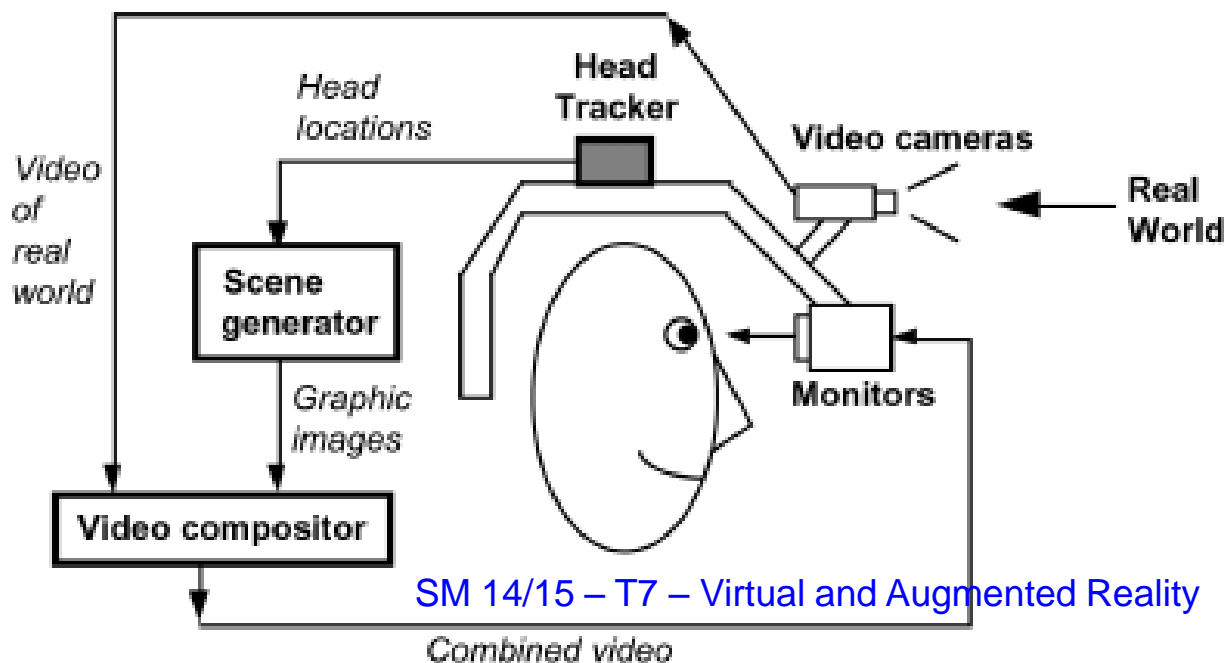 Head
Tracker
Head
locations
Video cameras
Video
of
real
world
Real
World
Scene
generator
Monitors
Graphic
images
Video compositor
SM 14/15 – T7 – Virtual and Augmented Reality
Combined video